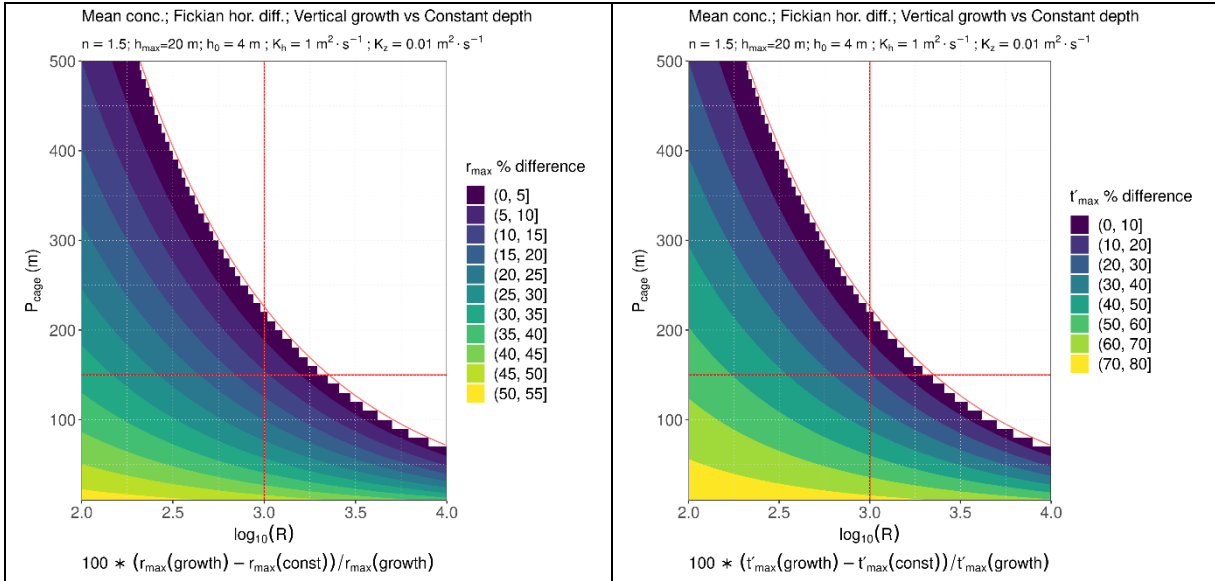 Mean conc.; Fickian hor. diff.; Vertical growth vs Constant depth
n = 1.5; hmax=20 m; h0 = 4 m ; Kh = 1 m2 · s−1 ; Kz = 0.01 m2 · s−1
500
400
300
200
100
Pcage (m)
2.0 2.5 3.0 3.5 4.0
log10(R)
100 * (rmax(growth) − rmax(const))/rmax(growth)
rmax % difference
(0, 5]
(5, 10]
(10, 15]
(15, 20]
(20, 25]
(25, 30]
(30, 35]
(35, 40]
(40, 45]
(45, 50]
(50, 55]
Mean conc.; Fickian hor. diff.; Vertical growth vs Constant depth
n = 1.5; hmax=20 m; h0 = 4 m ; Kh = 1 m2 · s−1 ; Kz = 0.01 m2 · s−1
500
400
300
200
100
Pcage (m)
2.0 2.5 3.0 3.5 4.0
log10(R)
100 * (t′max(growth) − t′max(const))/t′max(growth)
t′max % difference
(0, 10]
(10, 20]
(20, 30]
(30, 40]
(40, 50]
(50, 60]
(60, 70]
(70, 80]